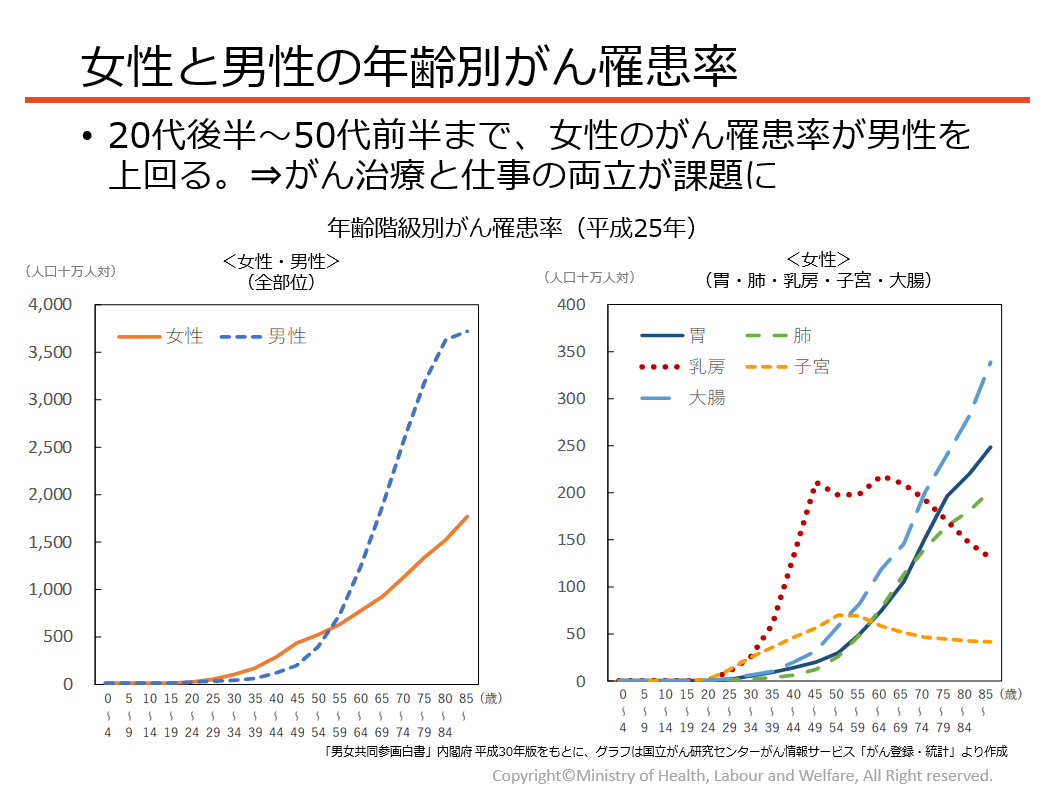 女性と男性の年齢別がん罹患率
• 20代後半～50代前半まで、女性のがん罹患率が男性を
上回る。⇒がん治療と仕事の両立が課題に
年齢階級別がん罹患率（平成25年）
（人口十万人対）
＜女性・男性＞
（全部位）
4,000
3,500
3,000
2,500
2,000
1,500
1,000
500
0
女性 男性
0 5 10 15 20 25 30 35 40 45 50 55 60 65 70 75 80 85 （歳）
～ ～ ～ ～ ～ ～ ～ ～ ～ ～ ～ ～ ～ ～ ～ ～ ～ ～
4 9 14 19 24 29 34 39 44 49 54 59 64 69 74 79 84
（人口十万人対）
＜女性＞
（胃・肺・乳房・子宮・大腸）
400
350
300
250
200
150
100
50
0
胃 肺
乳房 子宮
大腸
0 5 10 15 20 25 30 35 40 45 50 55 60 65 70 75 80 85 （歳）
～ ～ ～ ～ ～ ～ ～ ～ ～ ～ ～ ～ ～ ～ ～ ～ ～ ～
4 9 14 19 24 29 34 39 44 49 54 59 64 69 74 79 84
「男女共同参画白書」内閣府 平成30年版をもとに、グラフは国立がん研究センターがん情報サービス「がん登録・統計」より作成
Copyright©Ministry of Health, Labour and Welfare, All Right reserved.